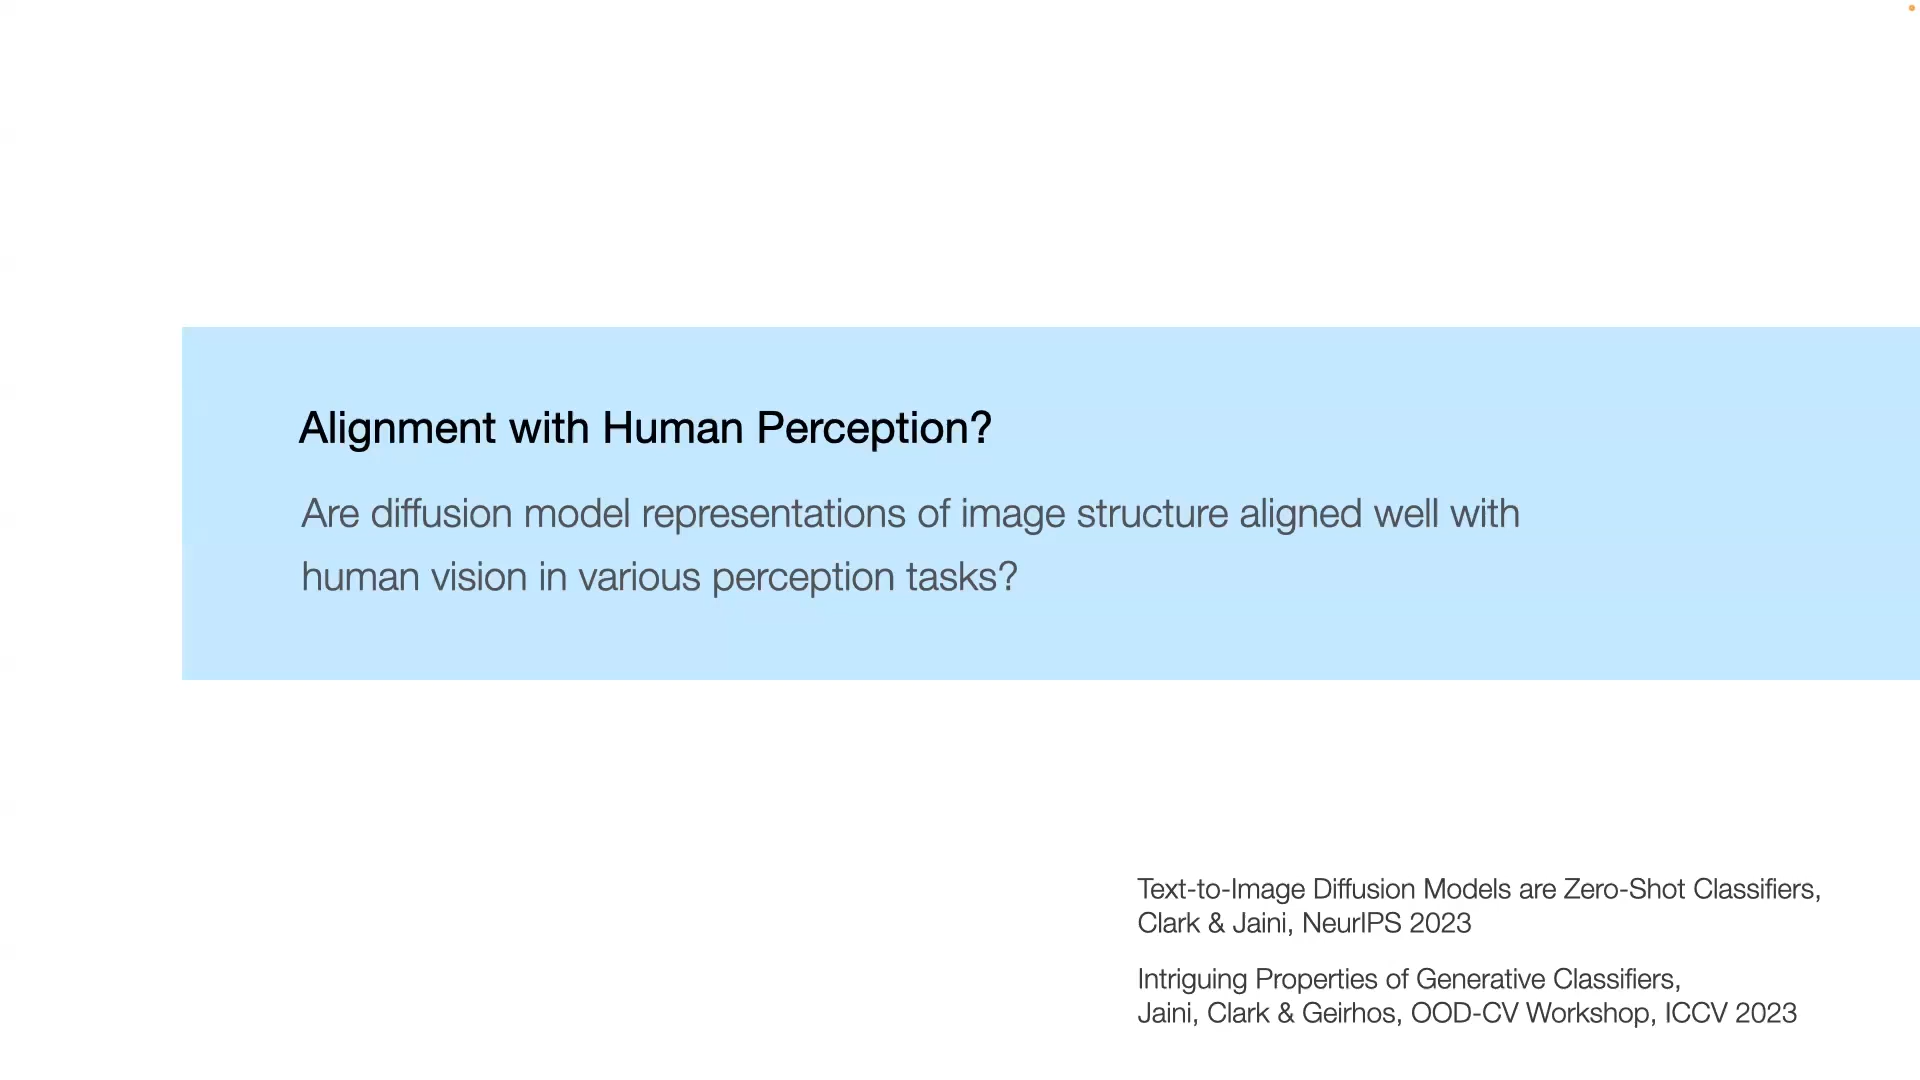 Alignment with Human Perception?
Are diffusion model representations of image structure aligned well with
human vision in various perception tasks?
Text-to-Image Diffusion Models are Zero-Shot Classifiers,
Clark & Jaini, NeurIPS 2023
Intriguing Properties of Generative Classifiers,
Jaini, Clark & Geirhos, OOD-CV Workshop, ICCV 2023